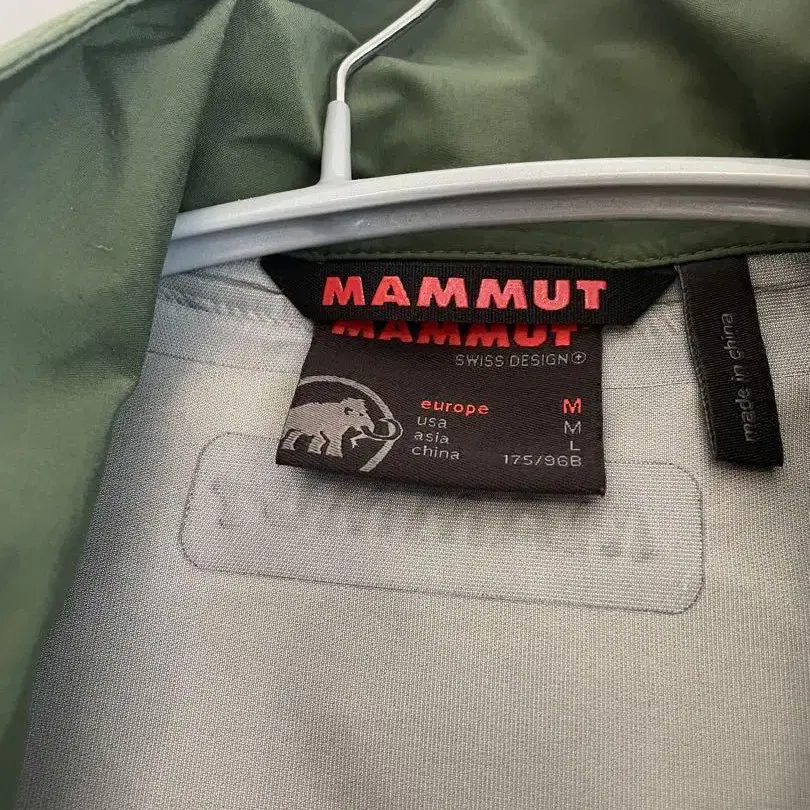 MAMMUT
MAMMUT
SWISS DESIGN
europe M
usa M
asia L
china 175/96B
made in china